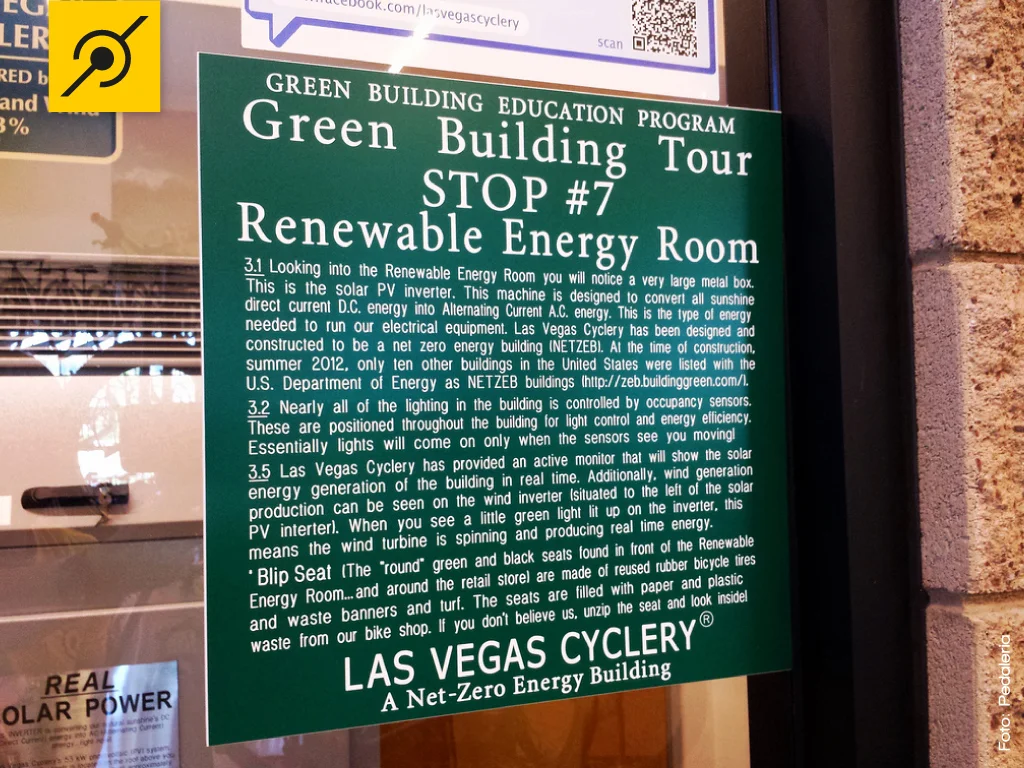 facebook.com/lasvegascyclery
scan
RED by
and Wind
3%
GREEN BUILDING EDUCATION PROGRAM
Green Building Tour
STOP #7
Renewable Energy Room
3.1 Looking into the Renewable Energy Room you will notice a very large metal box.
This is the solar PV inverter. This machine is designed to convert all sunshine
direct current D.C. energy into Alternating Current A.C. energy. This is the type of energy
needed to run our electrical equipment. Las Vegas Cyclery has been designed and
constructed to be a net zero energy building (NETZEB). At the time of construction,
summer 2012, only ten other buildings in the United States were listed with the
U.S. Department of Energy as NETZEB buildings (http://zeb.buildinggreen.com/).
3.2 Nearly all of the lighting in the building is controlled by occupancy sensors.
These are positioned throughout the building for light control and energy efficiency.
Essentially lights will come on only when the sensors see you moving!
3.5 Las Vegas Cyclery has provided an active monitor that will show the solar
energy generation of the building in real time. Additionally, wind generation
production can be seen on the wind inverter (situated to the left of the solar
PV interter). When you see a little green light lit up on the inverter, this
means the wind turbine is spinning and producing real time energy.
*Blip Seat (The "round" green and black seats found in front of the Renewable
Energy Room...and around the retail store) are made of reused rubber bicycle tires
and waste banners and turf. The seats are filled with paper and plastic
waste from our bike shop. If you don't believe us, unzip the seat and look inside!
LAS VEGAS CYCLERY®
A Net-Zero Energy Building
REAL
OLAR POWER
Foto: Pedaleria